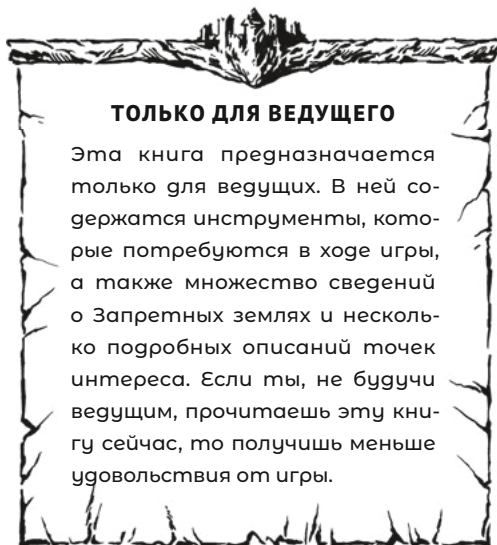 ТОЛЬКО ДЛЯ ВЕДУЩЕГО
Эта книга предназначается
только для ведущих. В ней со-
держатся инструменты, кото-
рые потребуются в ходе игры,
а также множество сведений
о Запретных землях и несколь-
ко подробных описаний точек
интереса. Если ты, не будучи
ведущим, прочитаешь эту кни-
гу сейчас, то получишь меньше
удовольствия от игры.